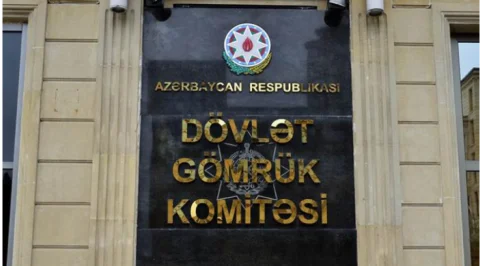 AZƏRBAYCAN RESPUBLİKASI
DÖVLƏT
GÖMRÜK
KOMİTƏSİ